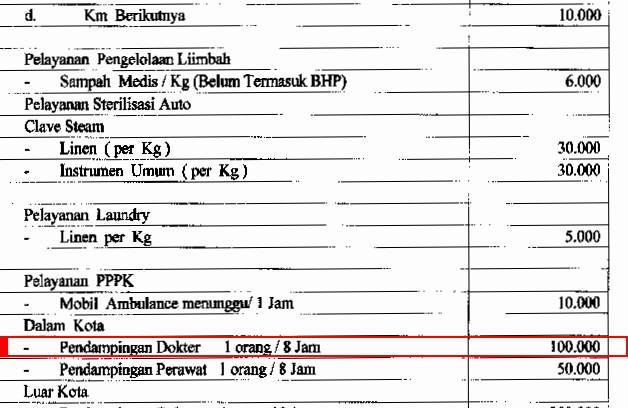 d. Km Berikutnya 10.000
Pelayanan Pengelolaan Liimbah
- Sampah Medis / Kg (Belum Termasuk BHP) 6.000
Pelayanan Sterilisasi Auto
Clave Steam
- Linen ( per Kg ) 30.000
- Instrumen Umum ( per Kg ) 30.000
Pelayanan Laundry
- Linen per Kg 5.000
Pelayanan PPPK
- Mobil Ambulance menunggu/ 1 Jam 10.000
Dalam Kota
- Pendampingan Dokter 1 orang / 8 Jam 100.000
- Pendampingan Perawat 1 orang / 8 Jam 50.000
Luar Kota